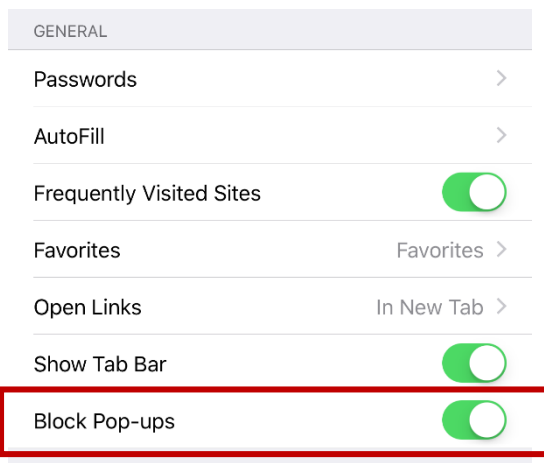 GENERAL
Passwords
AutoFill
Frequently Visited Sites
Favorites Favorites
Open Links In New Tab
Show Tab Bar
Block Pop-ups